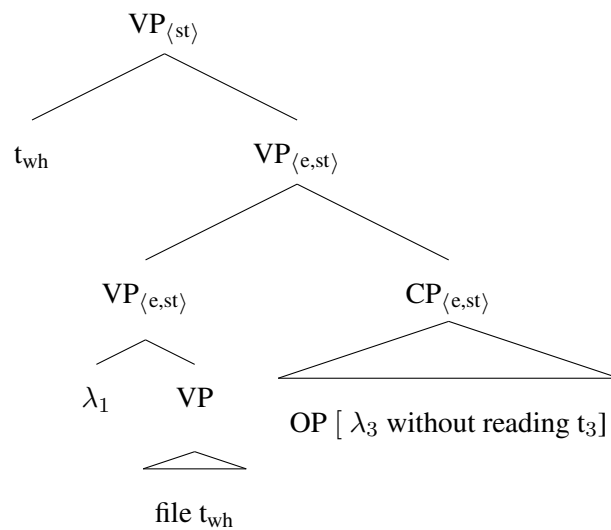 VP⟨st⟩
t_wh VP⟨e,st⟩
VP⟨e,st⟩ CP⟨e,st⟩
λ₁ VP OP [ λ₃ without reading t₃]
file t_wh